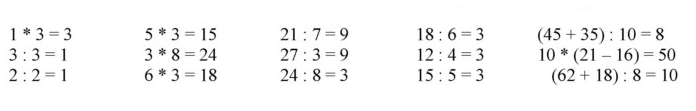 1 * 3 = 3 5 * 3 = 15 21 : 7 = 9 18 : 6 = 3 (45 + 35) : 10 = 8
3 : 3 = 1 3 * 8 = 24 27 : 3 = 9 12 : 4 = 3 10 * (21 – 16) = 50
2 : 2 = 1 6 * 3 = 18 24 : 8 = 3 15 : 5 = 3 (62 + 18) : 8 = 10